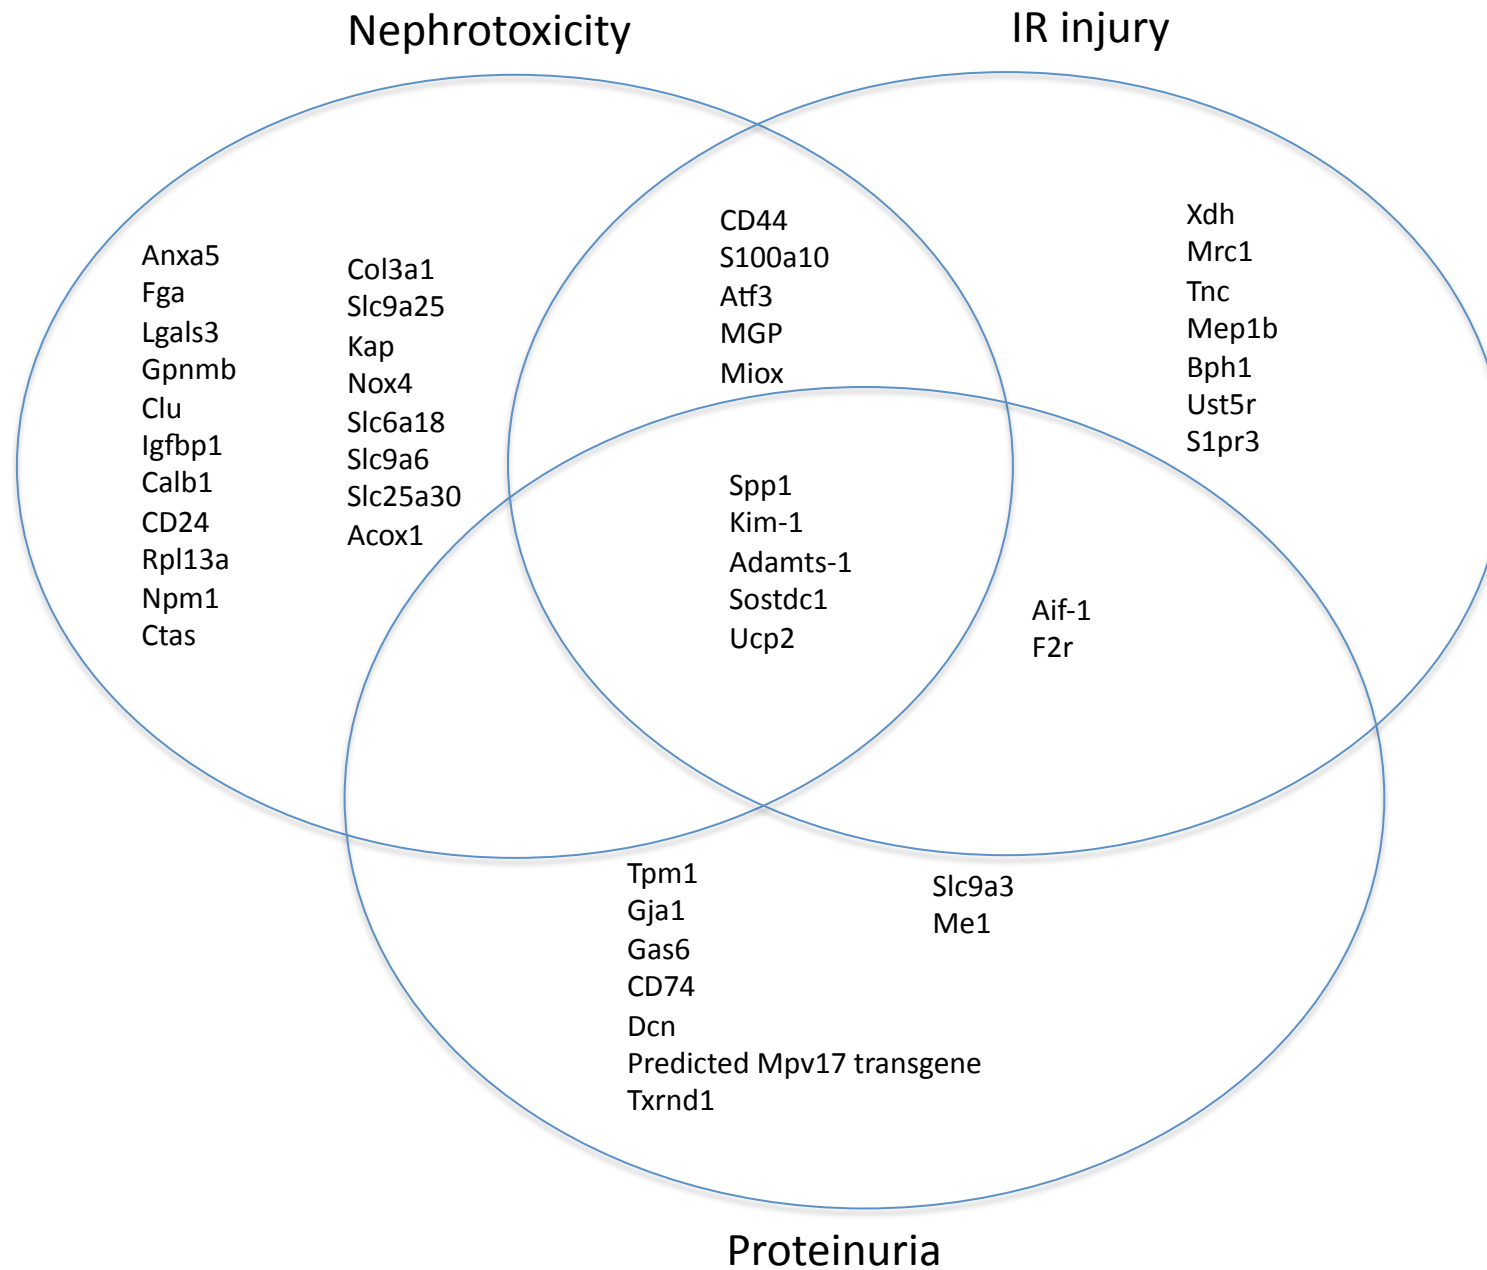 Nephrotoxicity
IR injury
Anxa5
Fga
Lgals3
Gpnmb
Clu
Igfbp1
Calb1
CD24
Rpl13a
Npm1
Ctas
Col3a1
Slc9a25
Kap
Nox4
Slc6a18
Slc9a6
Slc25a30
Acox1
CD44
S100a10
Atf3
MGP
Miox
Xdh
Mrc1
Tnc
Mep1b
Bph1
Ust5r
S1pr3
Spp1
Kim-1
Adamts-1
Sostdc1
Ucp2
Aif-1
F2r
Tpm1
Gja1
Gas6
CD74
Dcn
Predicted Mpv17 transgene
Txrnd1
Slc9a3
Me1
Proteinuria